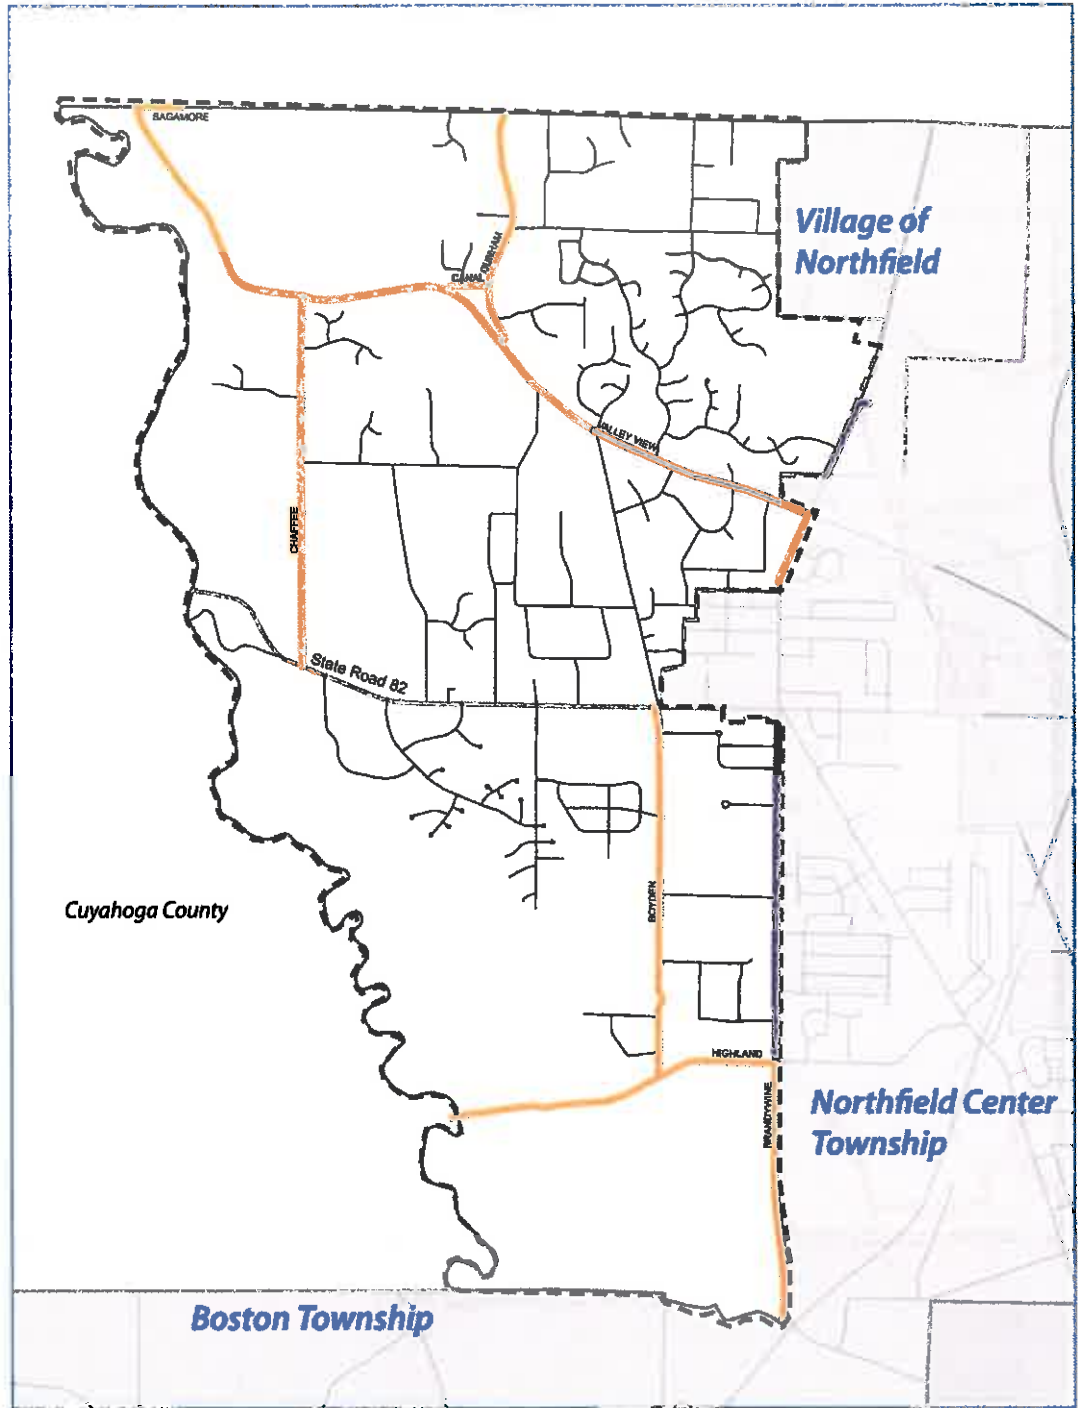 SAGAMORE
Village of
Northfield
DURHAM
CANAL
VALLEY VIEW
CHAFFEE
State Road 82
BOYDEN
Cuyahoga County
HIGHLAND
BRANDYWINE
Northfield Center
Township
Boston Township